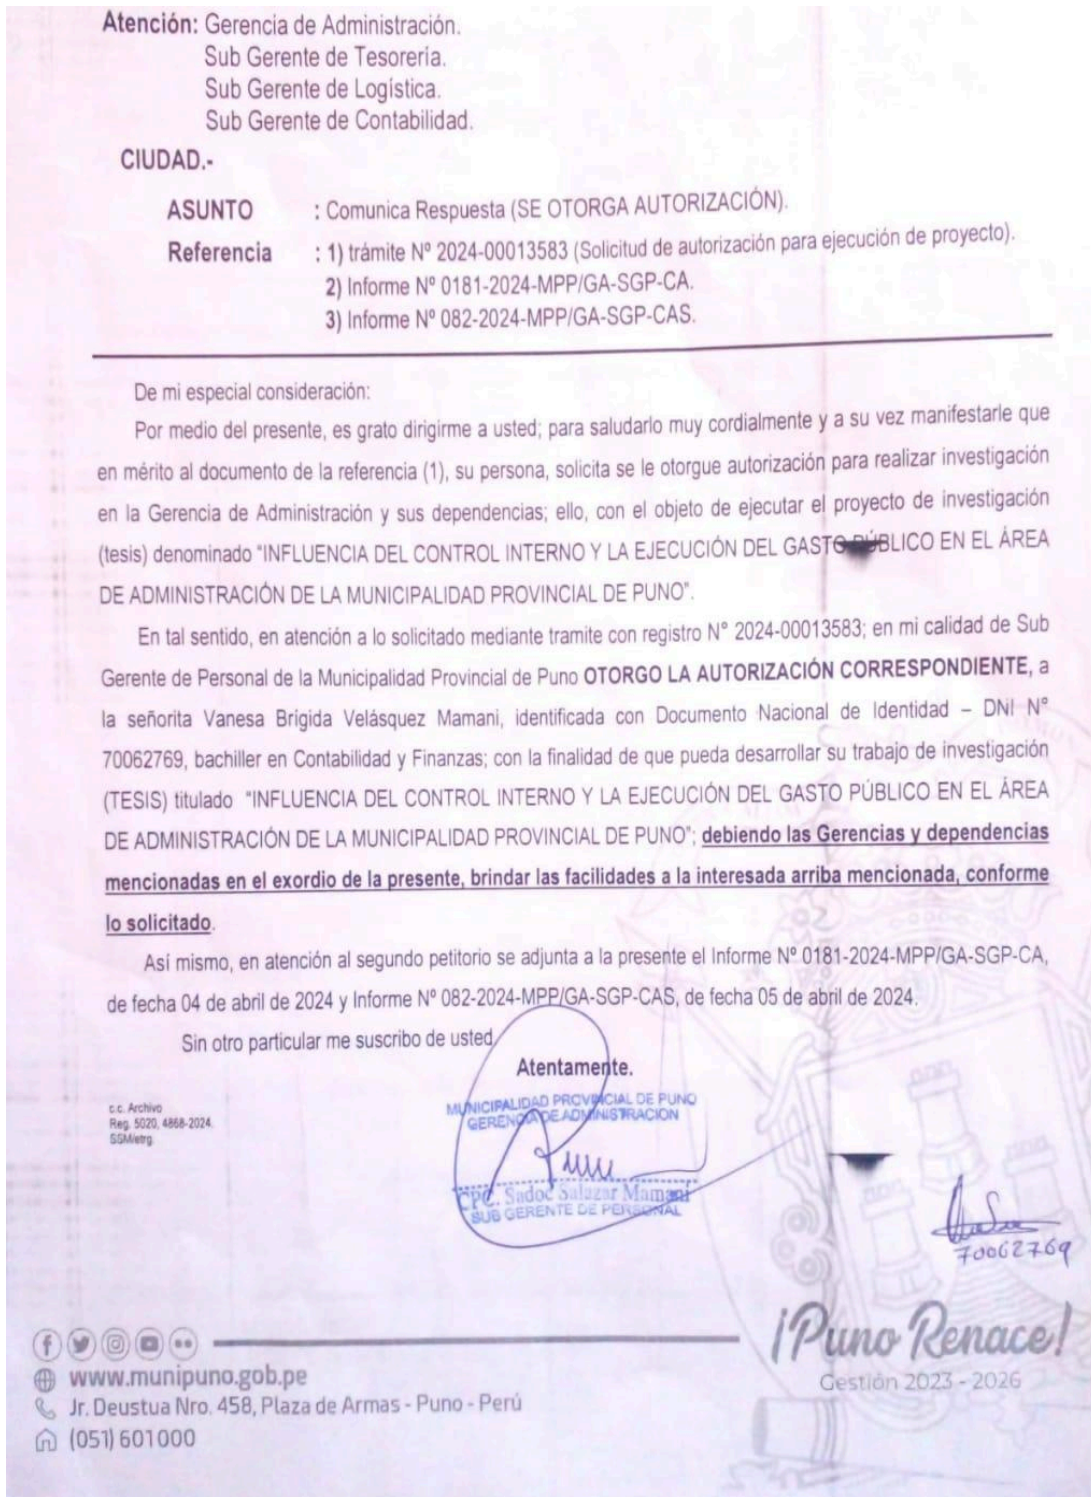 Atención: Gerencia de Administración.
Sub Gerente de Tesorería.
Sub Gerente de Logística.
Sub Gerente de Contabilidad.
CIUDAD.-
ASUNTO : Comunica Respuesta (SE OTORGA AUTORIZACIÓN).
Referencia : 1) trámite Nº 2024-00013583 (Solicitud de autorización para ejecución de proyecto).
2) Informe Nº 0181-2024-MPP/GA-SGP-CA.
3) Informe Nº 082-2024-MPP/GA-SGP-CAS.
De mi especial consideración:
Por medio del presente, es grato dirigirme a usted; para saludarlo muy cordialmente y a su vez manifestarle que
en mérito al documento de la referencia (1), su persona, solicita se le otorgue autorización para realizar investigación
en la Gerencia de Administración y sus dependencias; ello, con el objeto de ejecutar el proyecto de investigación
(tesis) denominado "INFLUENCIA DEL CONTROL INTERNO Y LA EJECUCIÓN DEL GASTO PÚBLICO EN EL ÁREA
DE ADMINISTRACIÓN DE LA MUNICIPALIDAD PROVINCIAL DE PUNO".
En tal sentido, en atención a lo solicitado mediante tramite con registro N° 2024-00013583; en mi calidad de Sub
Gerente de Personal de la Municipalidad Provincial de Puno OTORGO LA AUTORIZACIÓN CORRESPONDIENTE, a
la señorita Vanesa Brígida Velásquez Mamani, identificada con Documento Nacional de Identidad – DNI N°
70062769, bachiller en Contabilidad y Finanzas; con la finalidad de que pueda desarrollar su trabajo de investigación
(TESIS) titulado "INFLUENCIA DEL CONTROL INTERNO Y LA EJECUCIÓN DEL GASTO PÚBLICO EN EL ÁREA
DE ADMINISTRACIÓN DE LA MUNICIPALIDAD PROVINCIAL DE PUNO"; debiendo las Gerencias y dependencias
mencionadas en el exordio de la presente, brindar las facilidades a la interesada arriba mencionada, conforme
lo solicitado.
Así mismo, en atención al segundo petitorio se adjunta a la presente el Informe Nº 0181-2024-MPP/GA-SGP-CA,
de fecha 04 de abril de 2024 y Informe Nº 082-2024-MPP/GA-SGP-CAS, de fecha 05 de abril de 2024.
Sin otro particular me suscribo de usted
Atentamente.
MUNICIPALIDAD PROVINCIAL DE PUNO
GERENCIA DE ADMINISTRACION
CPC. Sadoc Salazar Mamani
SUB GERENTE DE PERSONAL
c.c. Archivo
Reg. 5020, 4868-2024.
SSM/etrg.
70062769
¡Puno Renace!
Gestión 2023 - 2026
www.munipuno.gob.pe
Jr. Deustua Nro. 458, Plaza de Armas - Puno - Perú
(051) 601000